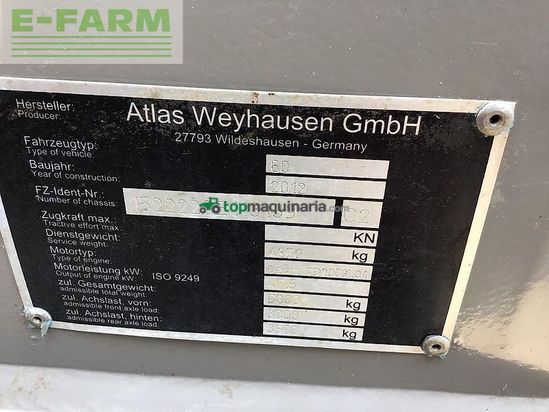 E-FARM
Hersteller:
Producer:
Atlas Weyhausen GmbH
27793 Wildeshausen - Germany
Fahrzeugtyp:
Type of vehicle:
60
Baujahr:
Year of construction:
2012
FZ-Ident-Nr.
Number of chassis:
topmaquinaria.com
Zugkraft max.:
Tractive effort max.:
KN
Dienstgewicht:
Service weight:
kg
Motortyp:
Type of engine:
Motorleistung kW: ISO 9249
Output of engine kW:
zul. Gesamtgewicht:
admissible total weight:
kg
zul. Achslast, vorn:
admissible front axle load:
kg
zul. Achslast, hinten:
admissible rear axle load:
kg